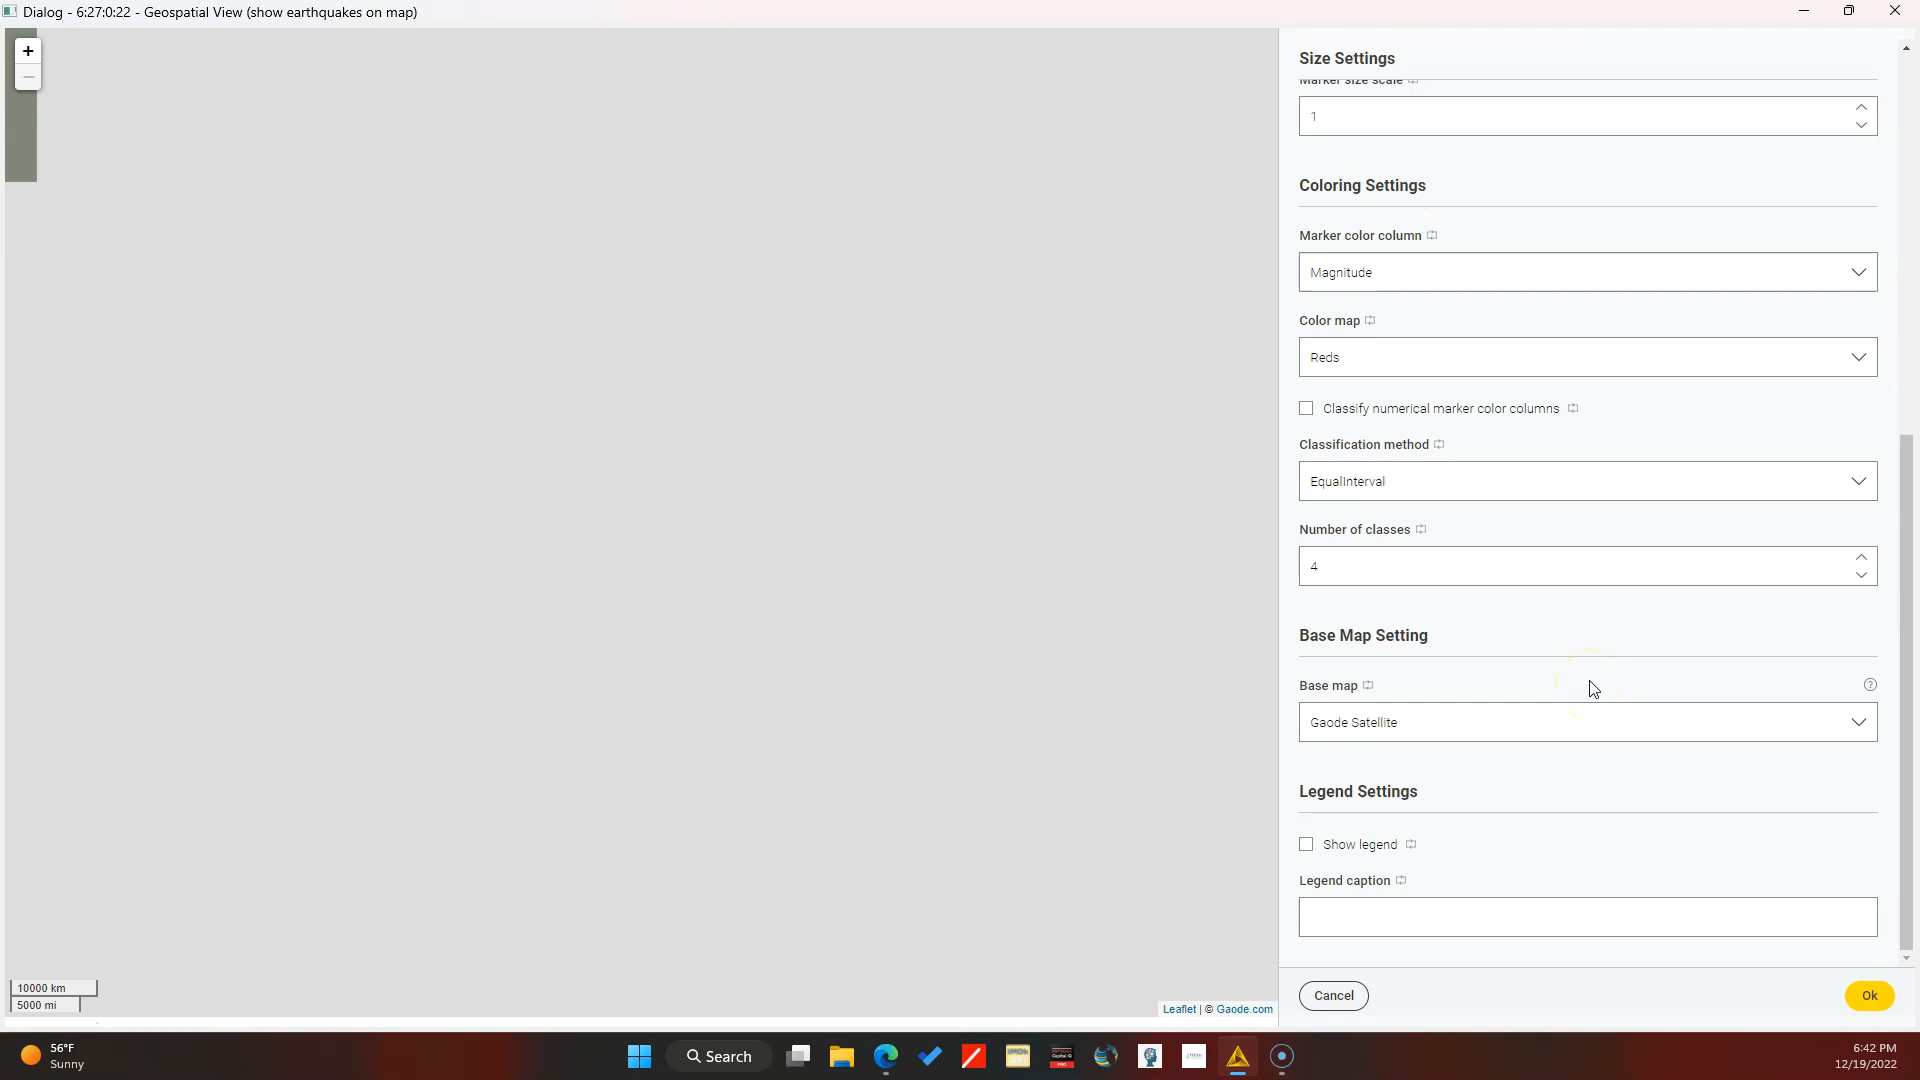 Dialog - 6:27:0:22 - Geospatial View (show earthquakes on map)
+
−
10000 km
5000 mi
Leaflet | © Gaode.com
Size Settings
Marker size scale
1
Coloring Settings
Marker color column
Magnitude
Color map
Reds
Classify numerical marker color columns
Classification method
EqualInterval
Number of classes
4
Base Map Setting
Base map
?
Gaode Satellite
Legend Settings
Show legend
Legend caption
Cancel
Ok
56°F
Sunny
Search
6:42 PM
12/19/2022